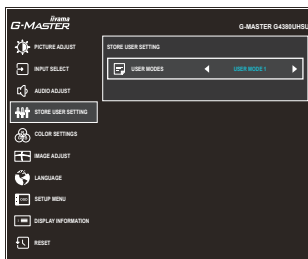 iiyama
G-MASTER
G-MASTER G4380UHSU
PICTURE ADJUST
STORE USER SETTING
USER MODES
USER MODE 1
INPUT SELECT
AUDIO ADJUST
STORE USER SETTING
COLOR SETTINGS
IMAGE ADJUST
LANGUAGE
OSD
SETUP MENU
DISPLAY INFORMATION
RESET